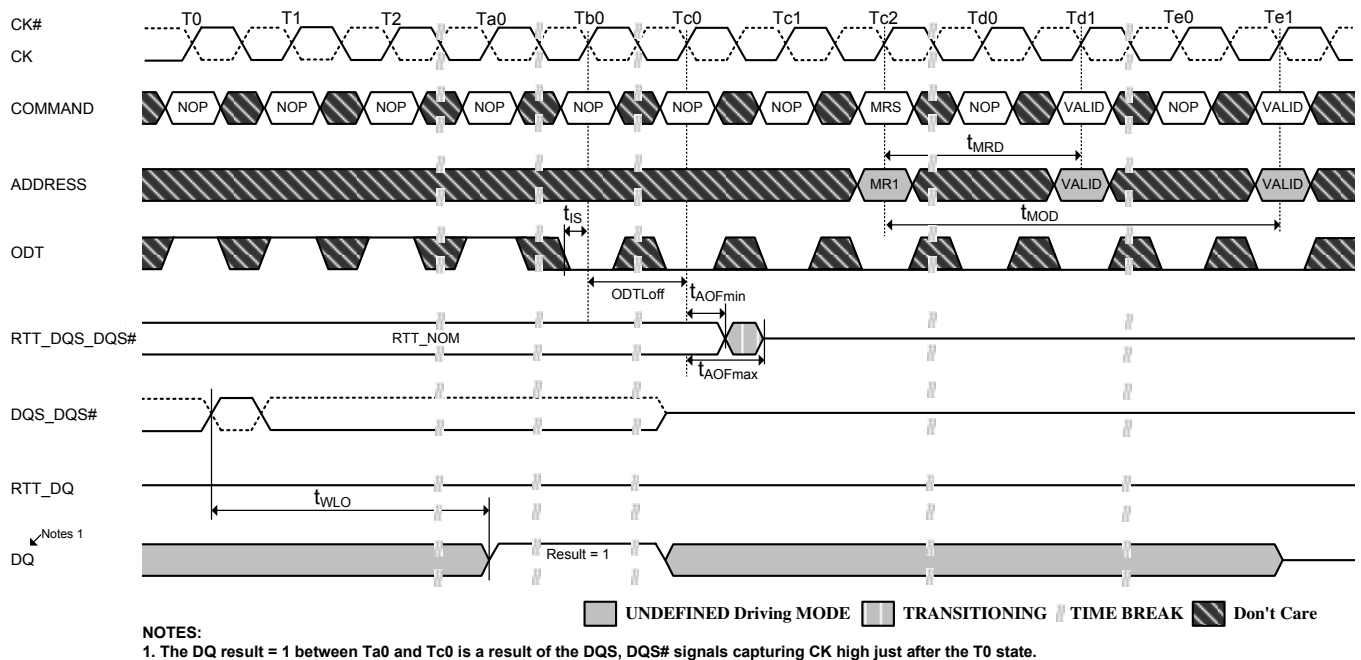 T0 T1 T2 Ta0 Tb0 Tc0 Tc1 Tc2 Td0 Td1 Te0 Te1
CK#
CK
COMMAND NOP NOP NOP NOP NOP NOP NOP MRS NOP VALID NOP VALID
tMRD
ADDRESS MR1 VALID VALID
tIS tMOD
ODT
ODTLoff tAOFmin
RTT_DQS_DQS# RTT_NOM
tAOFmax
DQS_DQS#
RTT_DQ
tWLO
Notes 1
DQ Result = 1
UNDEFINED Driving MODE TRANSITIONING TIME BREAK Don't Care
NOTES:
1. The DQ result = 1 between Ta0 and Tc0 is a result of the DQS, DQS# signals capturing CK high just after the T0 state.